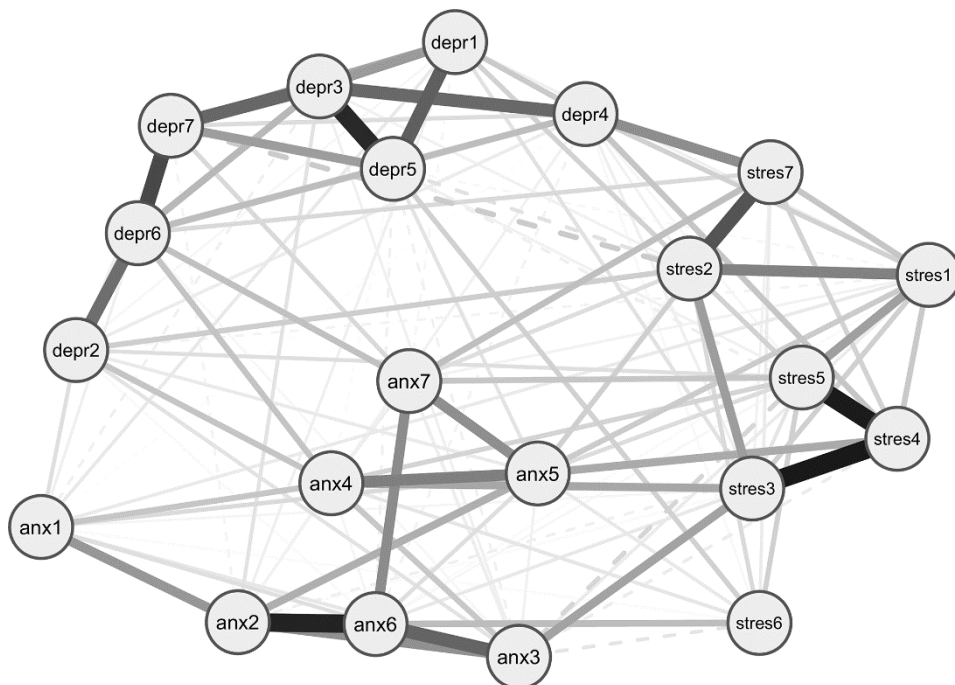 depr1
depr3
depr4
depr7
depr5
stres7
depr6
stres2
stres1
depr2
anx7
stres5
stres4
anx5
anx4
stres3
anx1
anx2
anx6
stres6
anx3